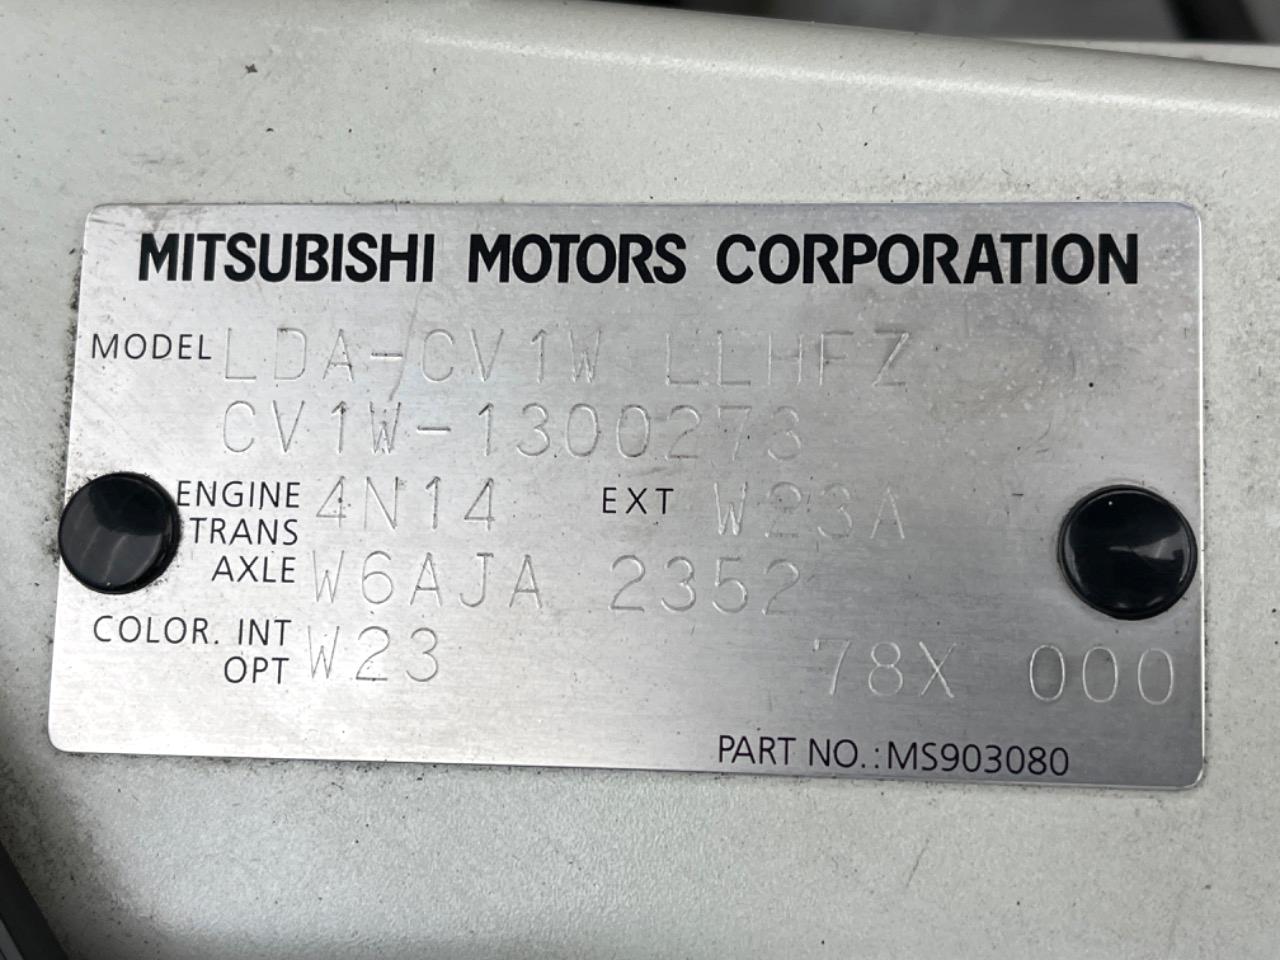 MITSUBISHI MOTORS CORPORATION
MODEL LDA-CV1W LLHFZ
CV1W-1300273
ENGINE 4N14 EXT W23A
TRANS
AXLE W6AJA 2352
COLOR. INT
OPT W23 78X 000
PART NO.:MS903080